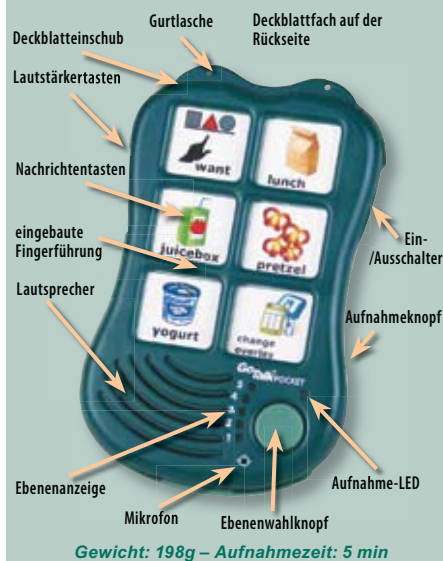 Gurtlasche
Deckblattfach auf der
Rückseite
Deckblatteinschub
Lautstärkertasten
Nachrichtentasten
eingebaute
Fingerführung
Lautsprecher
Ein-
/Ausschalter
Aufnahmeknopf
want
lunch
juicebox
pretzel
yogurt
change
overlay
GoTalk POCKET
5
4
3
2
1
Ebenenanzeige
Mikrofon
Ebenenwahlknopf
Aufnahme-LED
Gewicht: 198g – Aufnahmezeit: 5 min